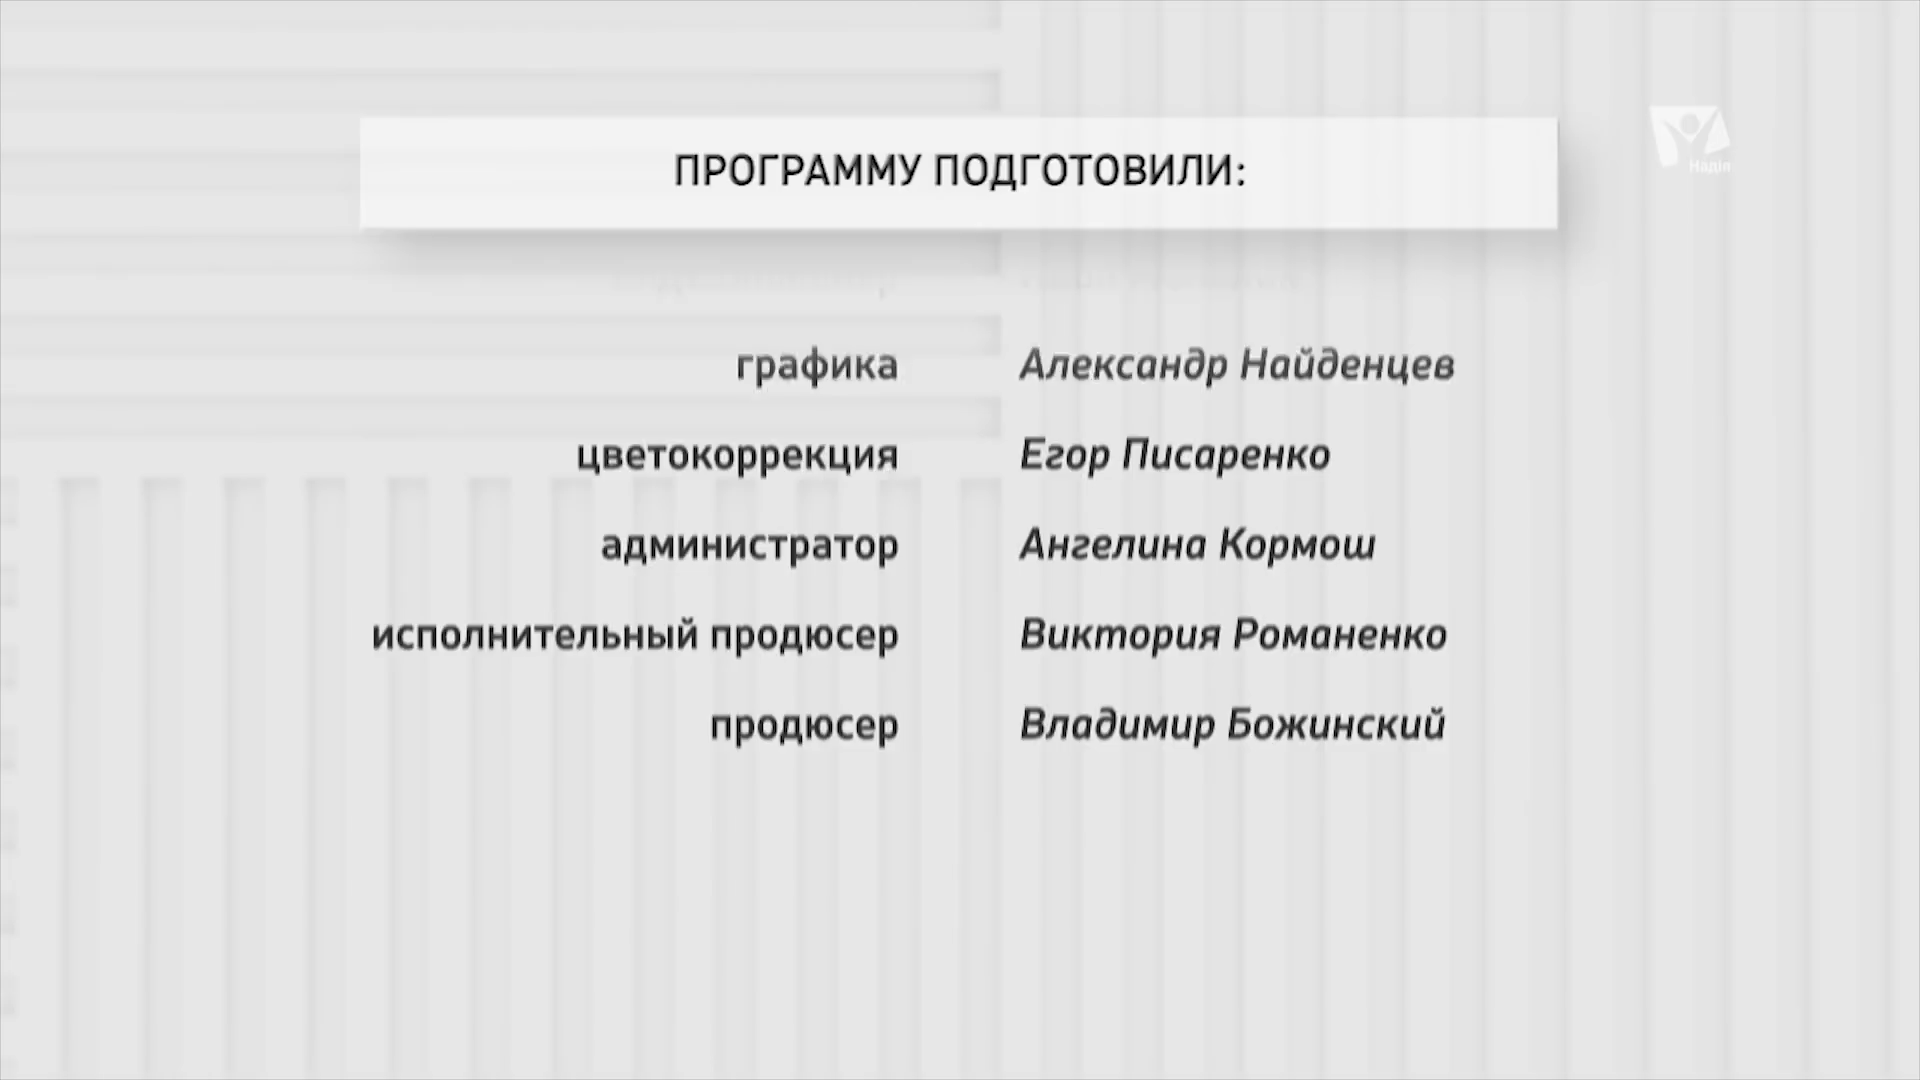 ПРОГРАММУ ПОДГОТОВИЛИ:
Надія
графика Александр Найденцев
цветокоррекция Егор Писаренко
администратор Ангелина Кормош
исполнительный продюсер Виктория Романенко
продюсер Владимир Божинский